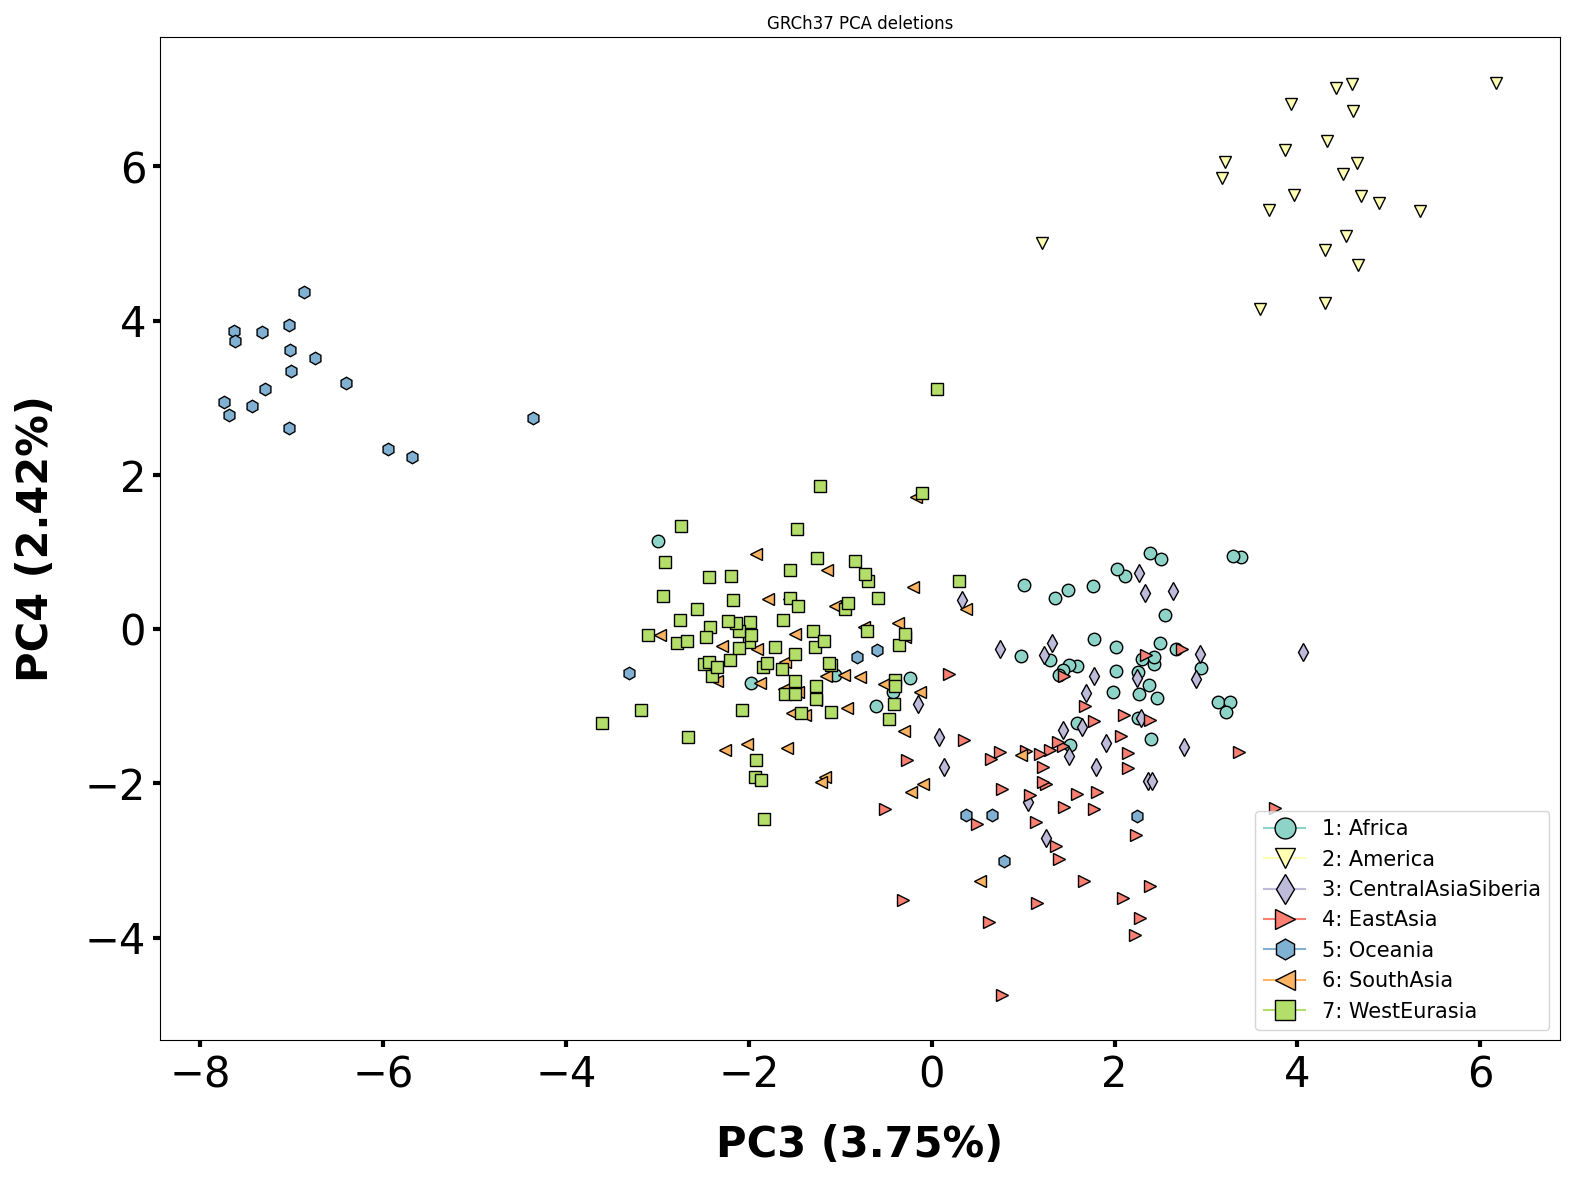 GRCh37 PCA deletions
PC4 (2.42%)
6
4
2
0
−2
−4
−8 −6 −4 −2 0 2 4 6
PC3 (3.75%)
1: Africa
2: America
3: CentralAsiaSiberia
4: EastAsia
5: Oceania
6: SouthAsia
7: WestEurasia